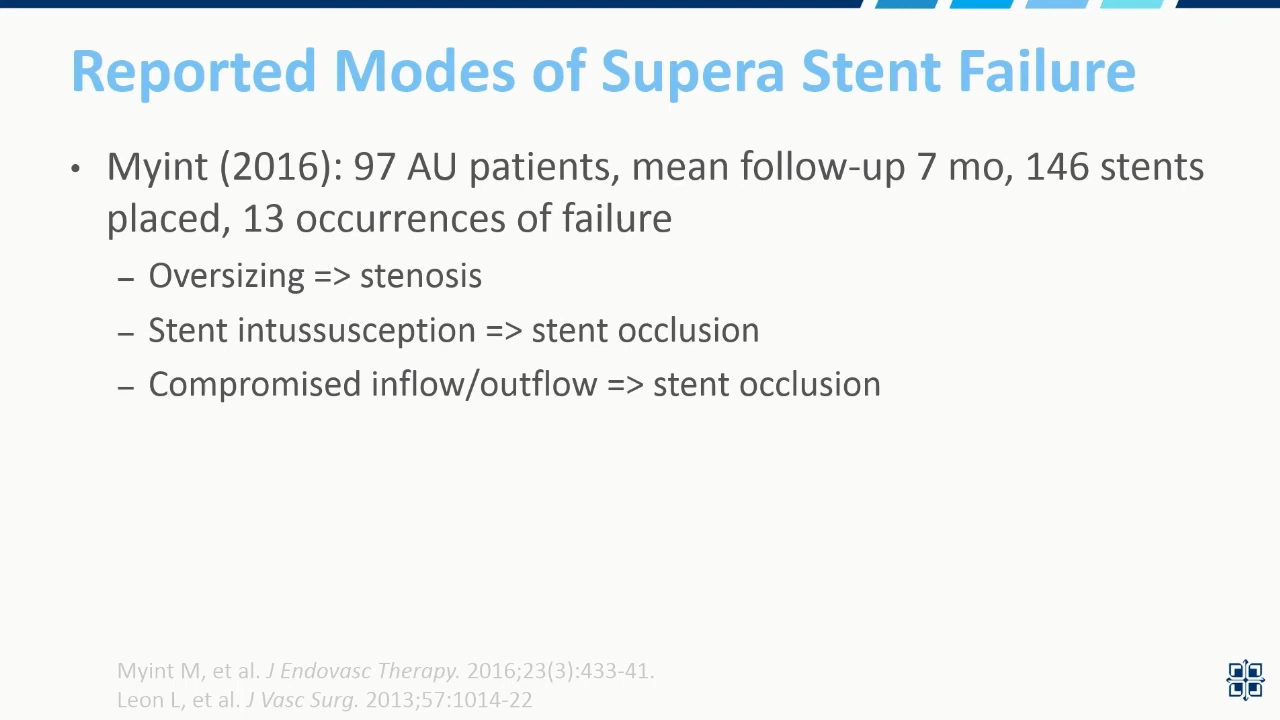 Reported Modes of Supera Stent Failure
• Myint (2016): 97 AU patients, mean follow-up 7 mo, 146 stents
placed, 13 occurrences of failure
– Oversizing => stenosis
– Stent intussusception => stent occlusion
– Compromised inflow/outflow => stent occlusion
Myint M, et al. J Endovasc Therapy. 2016;23(3):433-41.
Leon L, et al. J Vasc Surg. 2013;57:1014-22